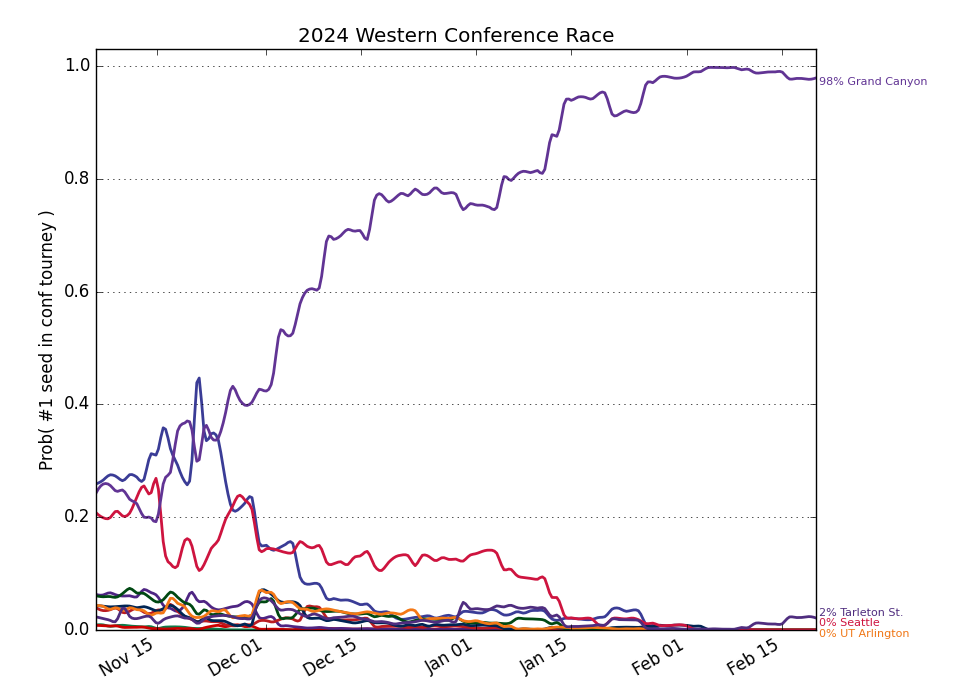 2024 Western Conference Race
Prob( #1 seed in conf tourney )
1.0
0.8
0.6
0.4
0.2
0.0
98% Grand Canyon
2% Tarleton St.
0% Seattle
0% UT Arlington
Nov 15
Dec 01
Dec 15
Jan 01
Jan 15
Feb 01
Feb 15